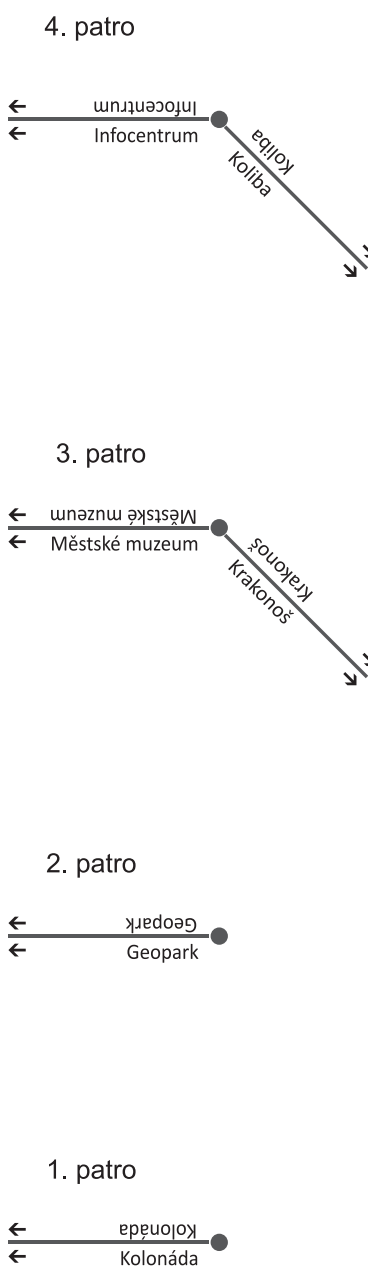 4. patro
Infocentrum
Infocentrum
Koliba
Koliba
3. patro
Městské muzeum
Městské muzeum
Krakonoš
Krakonoš
2. patro
Geopark
Geopark
1. patro
Kolonáda
Kolonáda